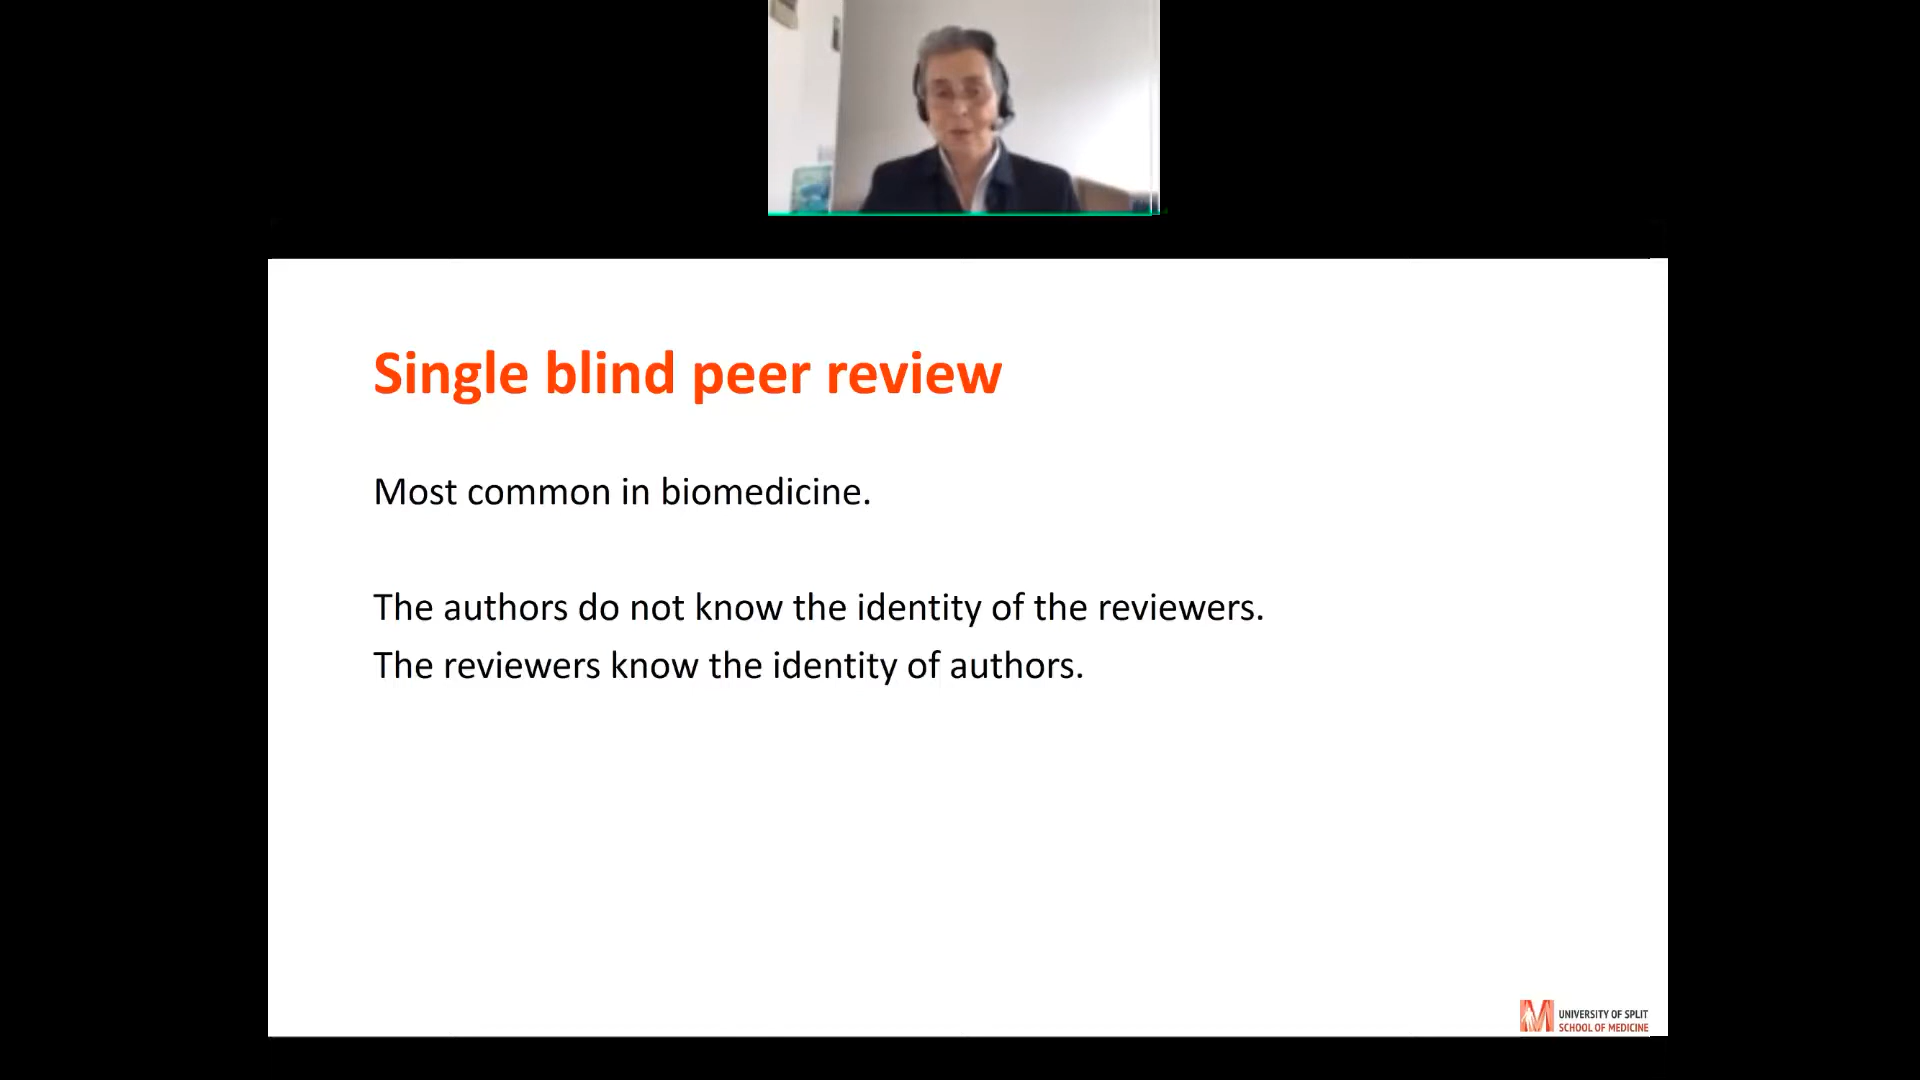 Single blind peer review
Most common in biomedicine.
The authors do not know the identity of the reviewers.
The reviewers know the identity of authors.
M UNIVERSITY OF SPLIT
SCHOOL OF MEDICINE